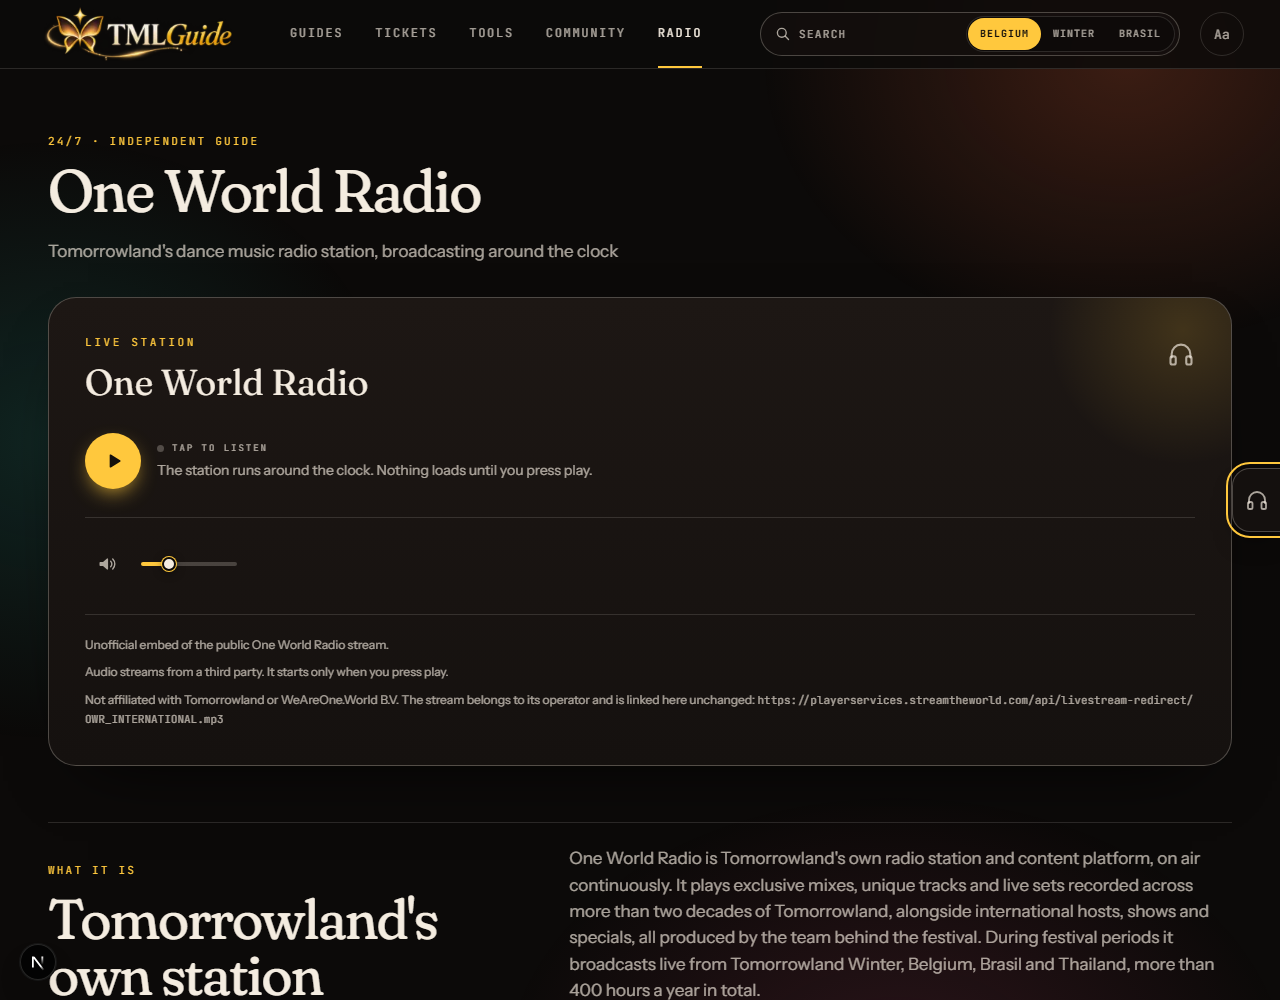 TMLGuide
GUIDES
TICKETS
TOOLS
COMMUNITY
RADIO
SEARCH
BELGIUM
WINTER
BRASIL
Aa
24/7 · INDEPENDENT GUIDE
One World Radio
Tomorrowland's dance music radio station, broadcasting around the clock
LIVE STATION
One World Radio
TAP TO LISTEN
The station runs around the clock. Nothing loads until you press play.
Unofficial embed of the public One World Radio stream.
Audio streams from a third party. It starts only when you press play.
Not affiliated with Tomorrowland or WeAreOne.World B.V. The stream belongs to its operator and is linked here unchanged: https://playerservices.streamtheworld.com/api/livestream-redirect/
OWR_INTERNATIONAL.mp3
WHAT IT IS
Tomorrowland's
own station
One World Radio is Tomorrowland's own radio station and content platform, on air
continuously. It plays exclusive mixes, unique tracks and live sets recorded across
more than two decades of Tomorrowland, alongside international hosts, shows and
specials, all produced by the team behind the festival. During festival periods it
broadcasts live from Tomorrowland Winter, Belgium, Brasil and Thailand, more than
400 hours a year in total.
N